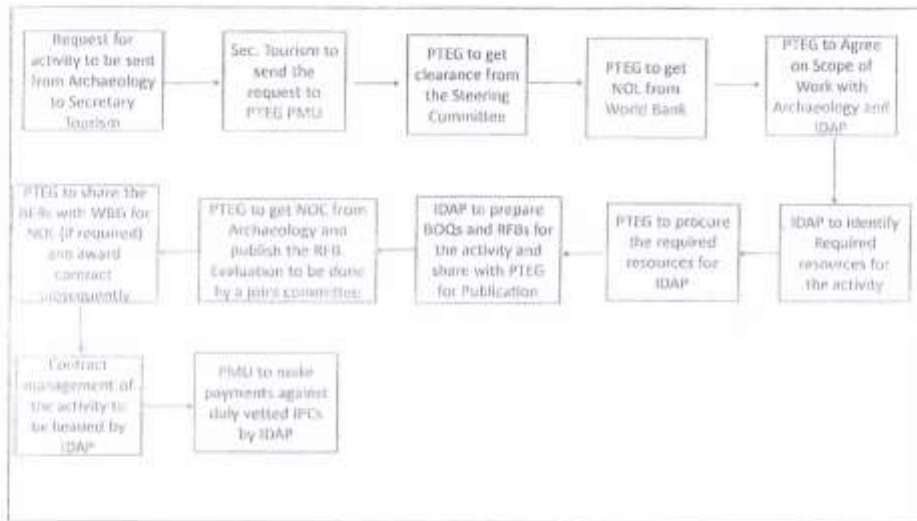 Request for
activity to be sent
from Archaeology
to Secretary
Tourism
Sec. Tourism to
send the
request to
PTEG PMU
PTEG to get
clearance from
the Steering
Committee
PTEG to get
NOL from
World Bank
PTEG to Agree
on Scope of
Work with
Archaeology and
IDAP
IDAP to Identify
Required
resources for
the activity
PTEG to procure
the required
resources for
IDAP
IDAP to prepare
BOQs and RFBs for
the activity and
share with PTEG
for Publication
PTEG to get NOC from
Archaeology and
publish the RFB
Evaluation to be done
by a joint committee
PTEG to share the
with WBG for
NOL (if required)
and award
contract
subsequently
Contract
management of
the activity to
be headed by
IDAP
PMU to make
payments against
duly vetted IPCs
by IDAP